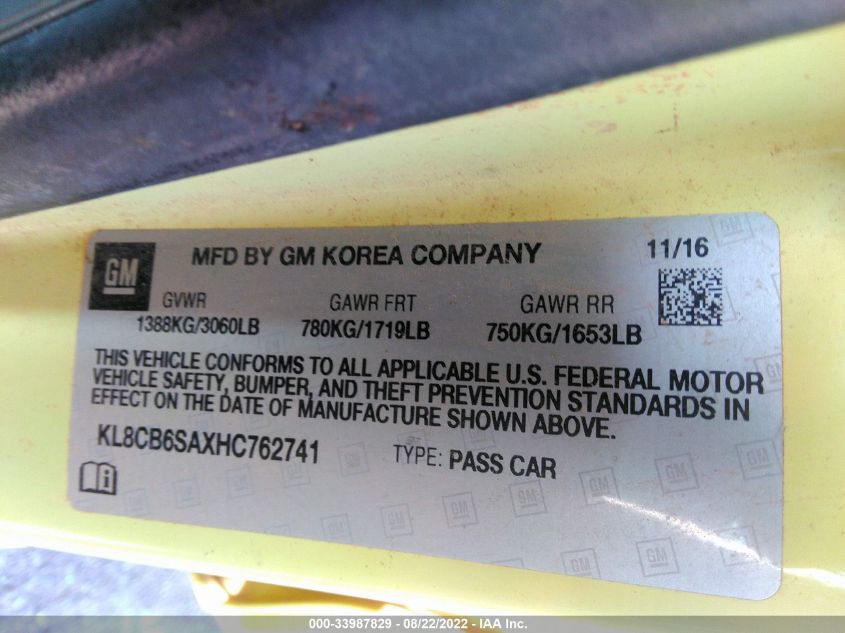 GM
MFD BY GM KOREA COMPANY 11/16
GVWR GAWR FRT GAWR RR
1388KG/3060LB 780KG/1719LB 750KG/1653LB
THIS VEHICLE CONFORMS TO ALL APPLICABLE U.S. FEDERAL MOTOR
VEHICLE SAFETY, BUMPER, AND THEFT PREVENTION STANDARDS IN
EFFECT ON THE DATE OF MANUFACTURE SHOWN ABOVE.
KL8CB6SAXHC762741 TYPE: PASS CAR
000-33987829 - 08/22/2022 - IAA Inc.